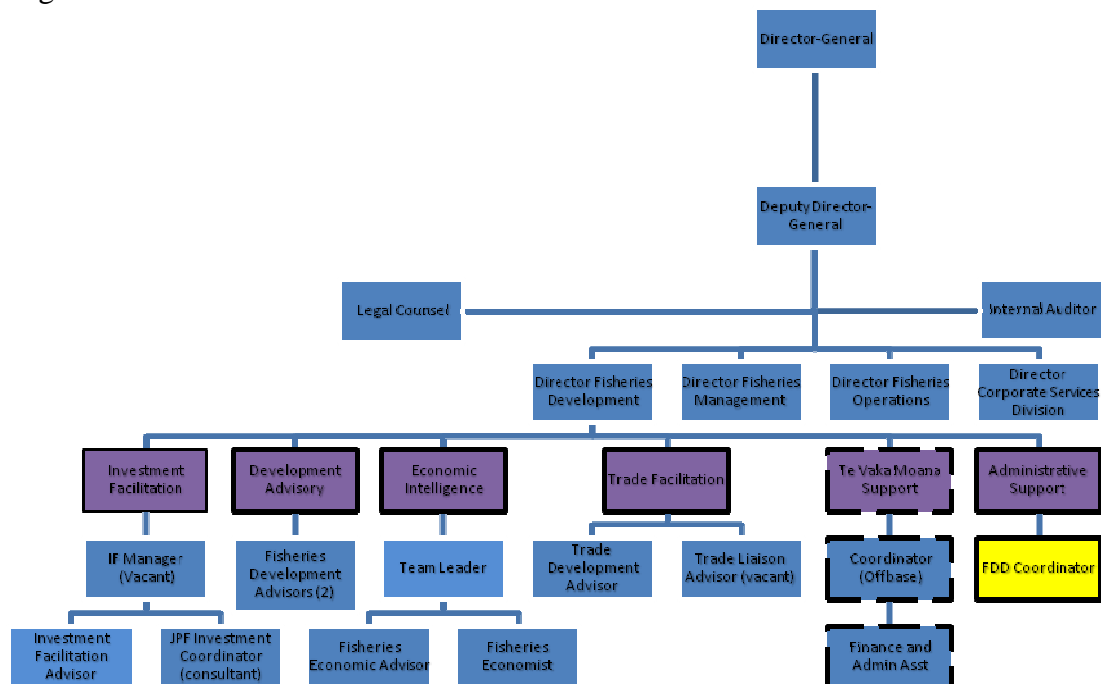 Director-General
Deputy Director-
General
Legal Counsel
Internal Auditor
Director Fisheries
Development
Director Fisheries
Management
Director Fisheries
Operations
Director
Corporate Services
Division
Investment
Facilitation
Development
Advisory
Economic
Intelligence
Trade Facilitation
Te Vaka Moana
Support
Administrative
Support
IF Manager
(Vacant)
Fisheries
Development
Advisors (2)
Team Leader
Trade
Development
Advisor
Trade Liaison
Advisor (vacant)
Coordinator
(Offbase)
FDD Coordinator
Investment
Facilitation
Advisor
JPF Investment
Coordinator
(consultant)
Fisheries
Economic Advisor
Fisheries
Economist
Finance and
Admin Asst